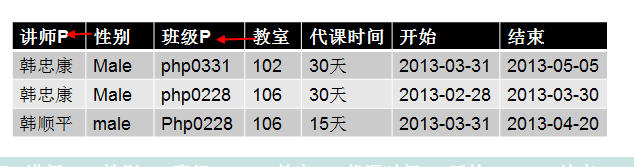 讲师P 性别 班级P 教室 代课时间 开始 结束
韩忠康 Male php0331 102 30天 2013-03-31 2013-05-05
韩忠康 Male php0228 106 30天 2013-02-28 2013-03-30
韩顺平 male Php0228 106 15天 2013-03-31 2013-04-20